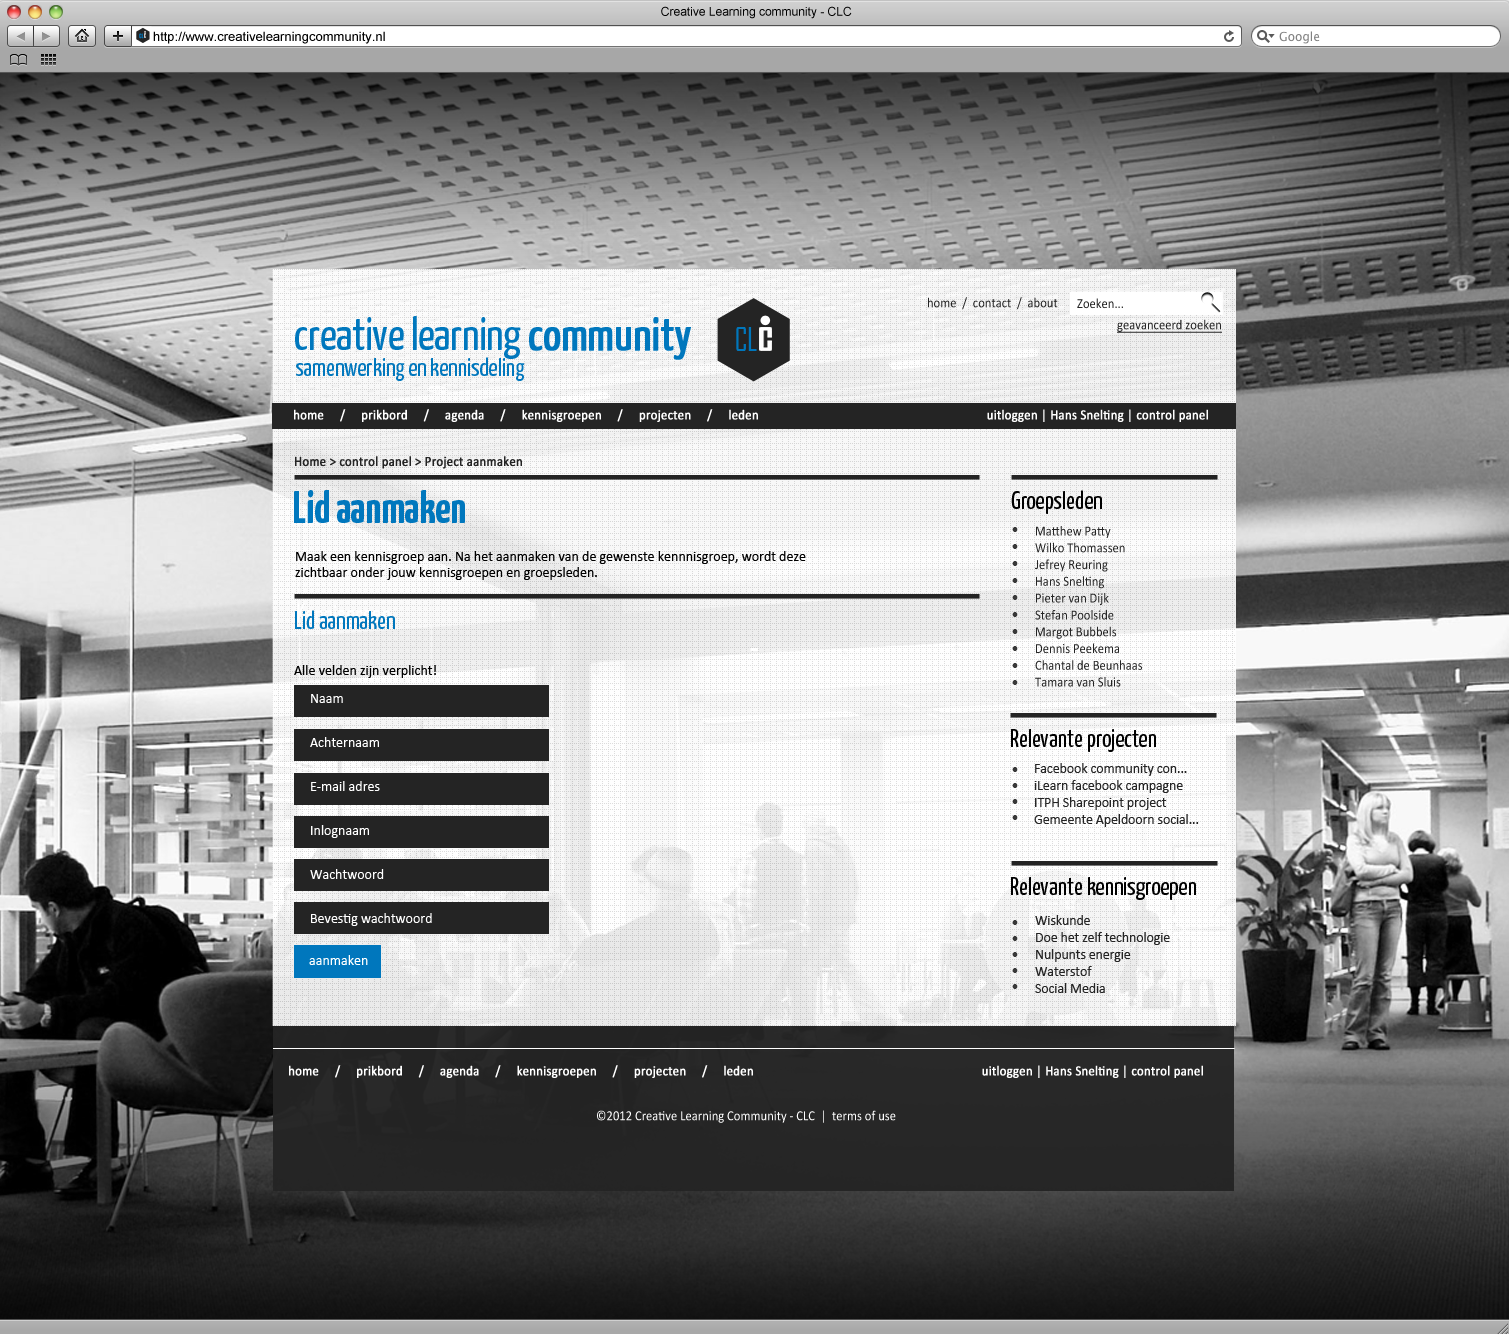 Creative Learning community - CLC
http://www.creativelearningcommunity.nl
Google
home / contact / about
Zoeken...
geavanceerd zoeken
creative learning community
samenwerking en kennisdeling
CLC
home / prikbord / agenda / kennisgroepen / projecten / leden
uitloggen | Hans Snelting | control panel
Home > control panel > Project aanmaken
Lid aanmaken
Maak een kennisgroep aan. Na het aanmaken van de gewenste kennnisgroep, wordt deze
zichtbaar onder jouw kennisgroepen en groepsleden.
Lid aanmaken
Alle velden zijn verplicht!
Naam
Achternaam
E-mail adres
Inlognaam
Wachtwoord
Bevestig wachtwoord
aanmaken
Groepsleden
• Matthew Patty
• Wilko Thomassen
• Jefrey Reuring
• Hans Snelting
• Pieter van Dijk
• Stefan Poolside
• Margot Bubbels
• Dennis Peekema
• Chantal de Beunhaas
• Tamara van Sluis
Relevante projecten
• Facebook community con...
• iLearn facebook campagne
• ITPH Sharepoint project
• Gemeente Apeldoorn social...
Relevante kennisgroepen
• Wiskunde
• Doe het zelf technologie
• Nulpunts energie
• Waterstof
• Social Media
home / prikbord / agenda / kennisgroepen / projecten / leden
uitloggen | Hans Snelting | control panel
©2012 Creative Learning Community - CLC | terms of use